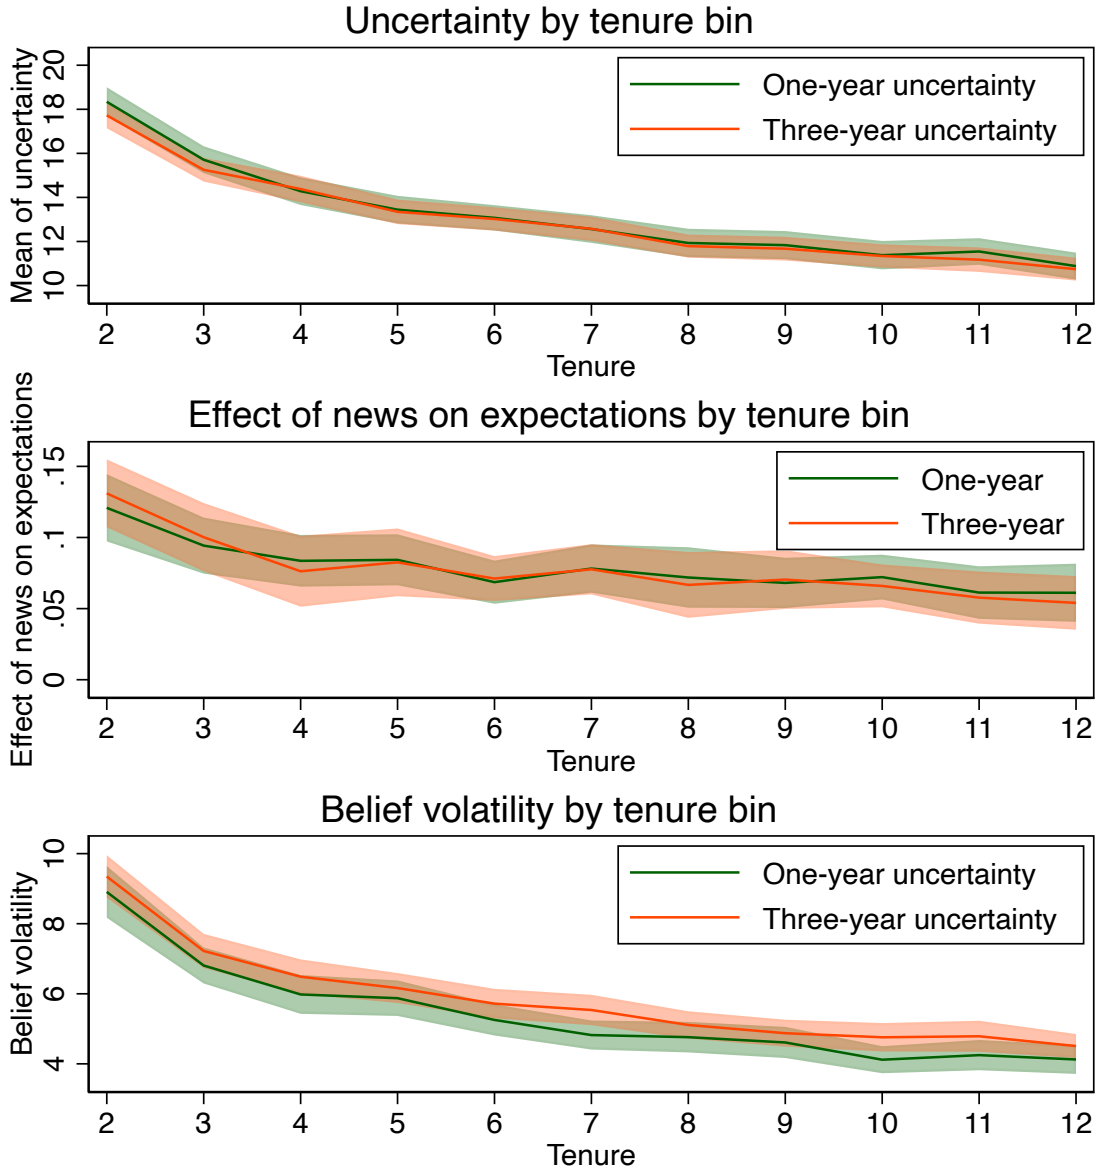 Uncertainty by tenure bin
Mean of uncertainty
20
18
16
14
12
10
One-year uncertainty
Three-year uncertainty
2 3 4 5 6 7 8 9 10 11 12
Tenure
Effect of news on expectations by tenure bin
Effect of news on expectations
.15
.1
.05
0
One-year
Three-year
2 3 4 5 6 7 8 9 10 11 12
Tenure
Belief volatility by tenure bin
Belief volatility
10
8
6
4
One-year uncertainty
Three-year uncertainty
2 3 4 5 6 7 8 9 10 11 12
Tenure